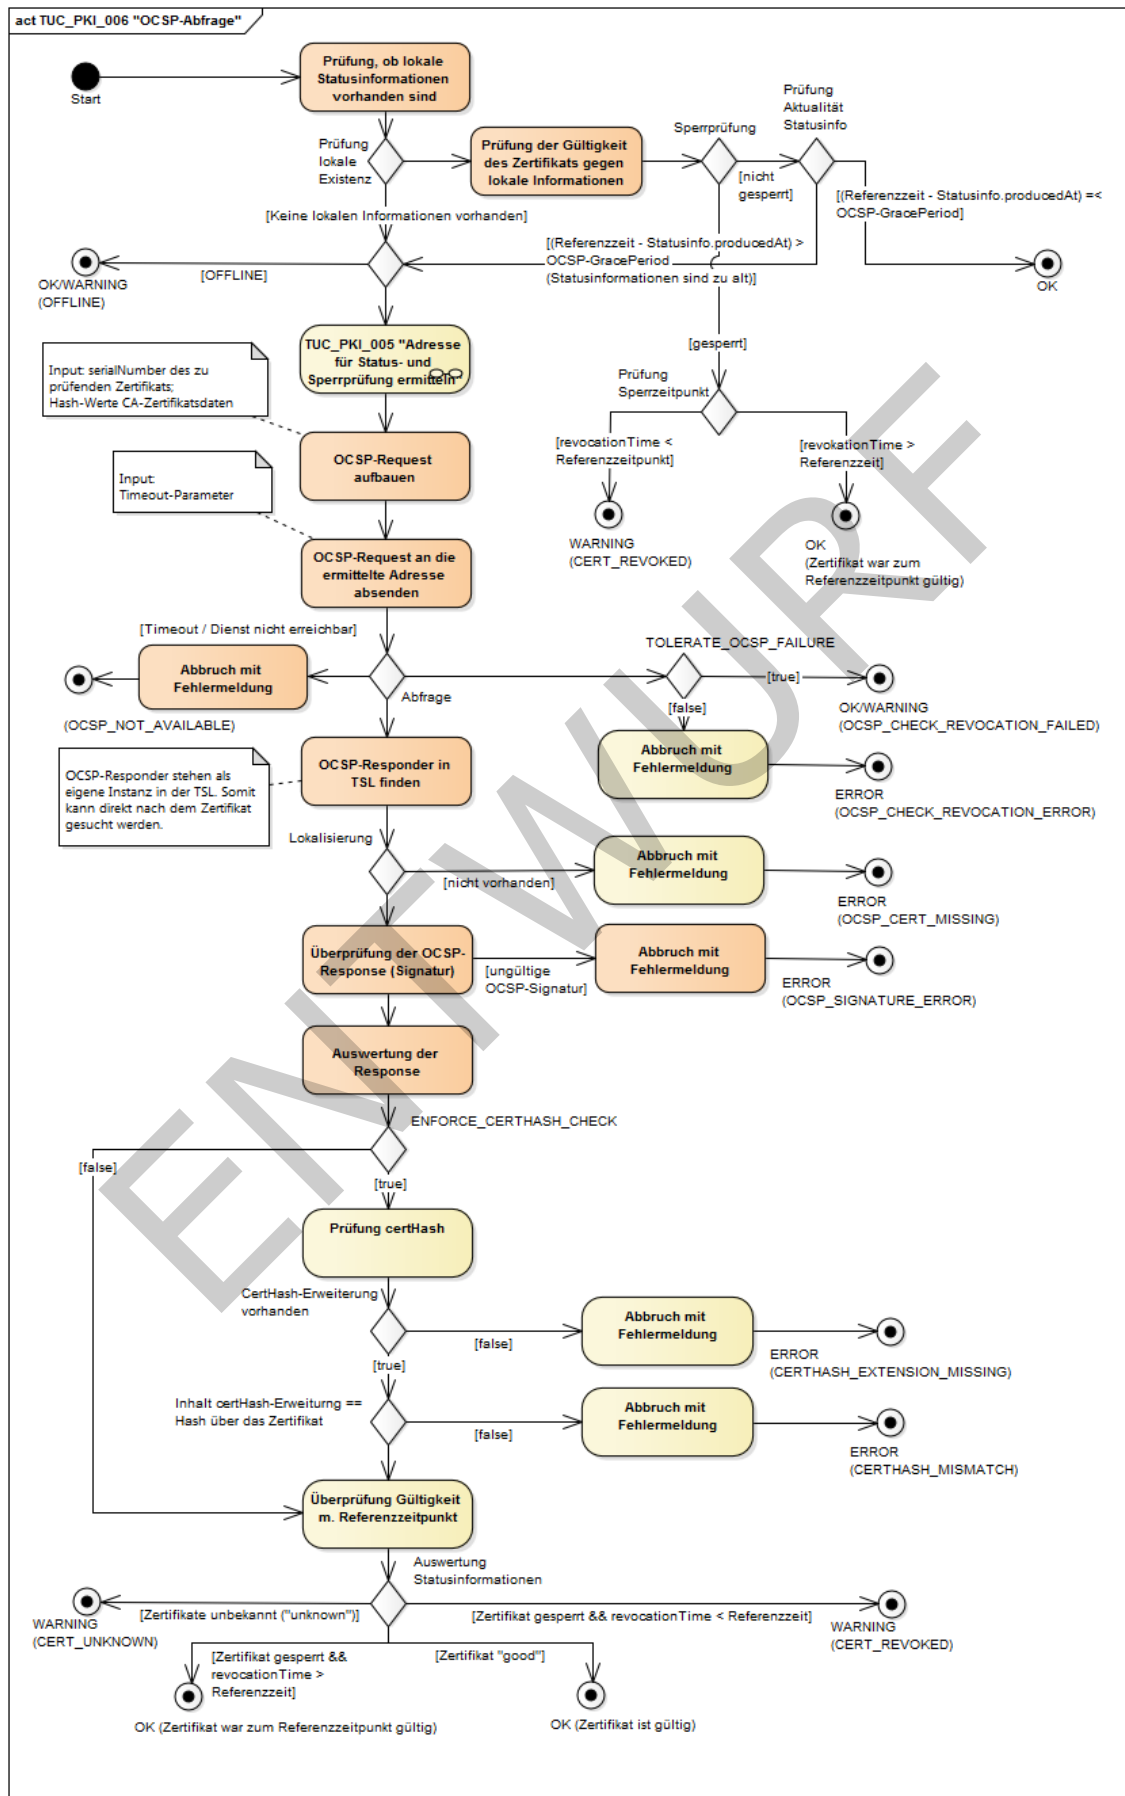 act TUC_PKI_006 "OCSP-Abfrage"
Start
Prüfung, ob lokale
Statusinformationen
vorhanden sind
Prüfung
lokale
Existenz
Prüfung der Gültigkeit
des Zertifikats gegen
lokale Informationen
Sperrprüfung
Prüfung
Aktualität
Statusinfo
[nicht
gesperrt]
[(Referenzzeit - Statusinfo.producedAt) =<
OCSP-GracePeriod]
OK
[Keine lokalen Informationen vorhanden]
[(Referenzzeit - Statusinfo.producedAt) >
OCSP-GracePeriod
(Statusinformationen sind zu alt)]
[OFFLINE]
OK/WARNING
(OFFLINE)
[gesperrt]
TUC_PKI_005 "Adresse
für Status- und
Sperrprüfung ermitteln"
Input: serialNumber des zu
prüfenden Zertifikats;
Hash-Werte CA-Zertifikatsdaten
Prüfung
Sperrzeitpunkt
[revocationTime <
Referenzzeitpunkt]
[revokationTime >
Referenzzeit]
OCSP-Request
aufbauen
Input:
Timeout-Parameter
WARNING
(CERT_REVOKED)
OK
(Zertifikat war zum
Referenzzeitpunkt gültig)
OCSP-Request an die
ermittelte Adresse
absenden
[Timeout / Dienst nicht erreichbar]
Abbruch mit
Fehlermeldung
(OCSP_NOT_AVAILABLE)
Abfrage
TOLERATE_OCSP_FAILURE
[true]
OK/WARNING
(OCSP_CHECK_REVOCATION_FAILED)
[false]
Abbruch mit
Fehlermeldung
ERROR
(OCSP_CHECK_REVOCATION_ERROR)
OCSP-Responder in
TSL finden
OCSP-Responder stehen als
eigene Instanz in der TSL. Somit
kann direkt nach dem Zertifikat
gesucht werden.
Lokalisierung
[nicht vorhanden]
Abbruch mit
Fehlermeldung
ERROR
(OCSP_CERT_MISSING)
Überprüfung der OCSP-
Response (Signatur)
[ungültige
OCSP-Signatur]
Abbruch mit
Fehlermeldung
ERROR
(OCSP_SIGNATURE_ERROR)
Auswertung der
Response
ENFORCE_CERTHASH_CHECK
[false]
[true]
Prüfung certHash
CertHash-Erweiterung
vorhanden
[false]
Abbruch mit
Fehlermeldung
ERROR
(CERTHASH_EXTENSION_MISSING)
[true]
Inhalt certHash-Erweiturng ==
Hash über das Zertifikat
[false]
Abbruch mit
Fehlermeldung
ERROR
(CERTHASH_MISMATCH)
Überprüfung Gültigkeit
m. Referenzzeitpunkt
Auswertung
Statusinformationen
[Zertifikate unbekannt ("unknown")]
WARNING
(CERT_UNKNOWN)
[Zertifikat gesperrt && revocationTime < Referenzzeit]
WARNING
(CERT_REVOKED)
[Zertifikat gesperrt &&
revocationTime >
Referenzzeit]
[Zertifikat "good"]
OK (Zertifikat war zum Referenzzeitpunkt gültig)
OK (Zertifikat ist gültig)
ENTWURF